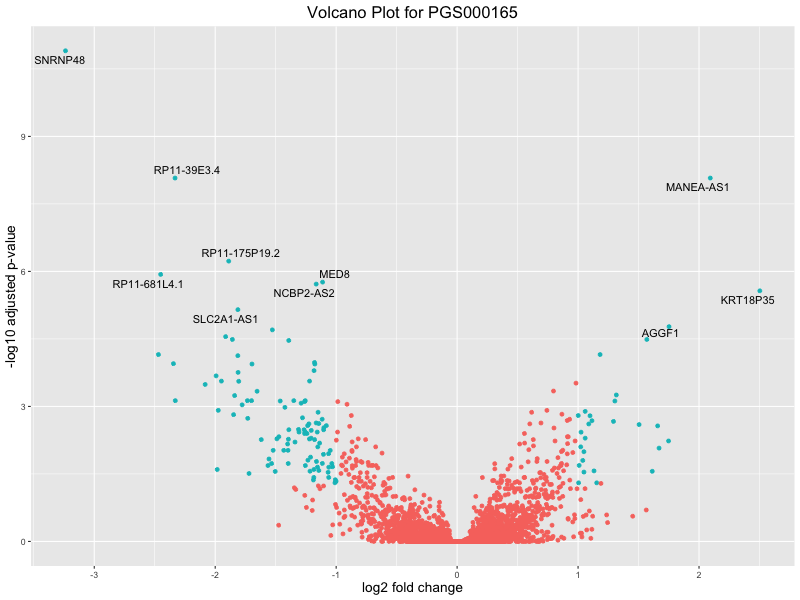 Volcano Plot for PGS000165
SNRNP48
9
RP11-39E3.4
MANEA-AS1
-log10 adjusted p-value
RP11-175P19.2
6
MED8
RP11-681L4.1
NCBP2-AS2
KRT18P35
SLC2A1-AS1
AGGF1
3
0
-3 -2 -1 0 1 2
log2 fold change